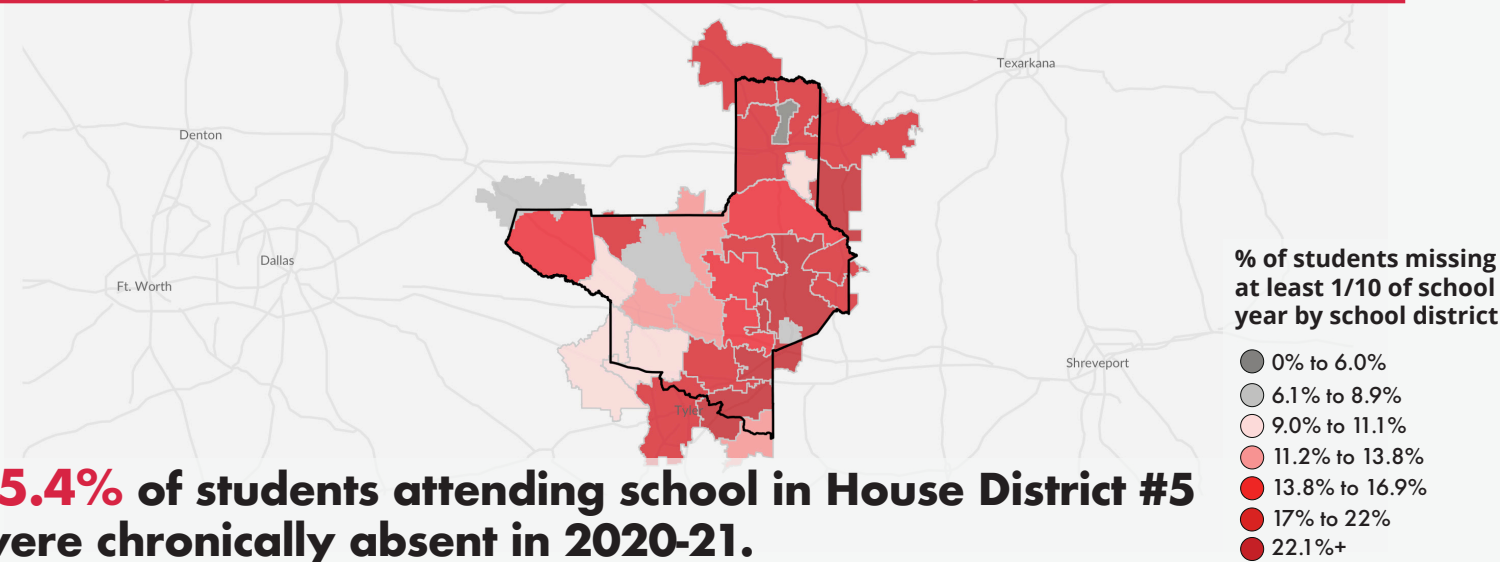 Texarkana
Denton
Dallas
Ft. Worth
Shreveport
Tyler
% of students missing
at least 1/10 of school
year by school district
0% to 6.0%
6.1% to 8.9%
9.0% to 11.1%
11.2% to 13.8%
13.8% to 16.9%
17% to 22%
22.1%+
5.4% of students attending school in House District #5
were chronically absent in 2020-21.